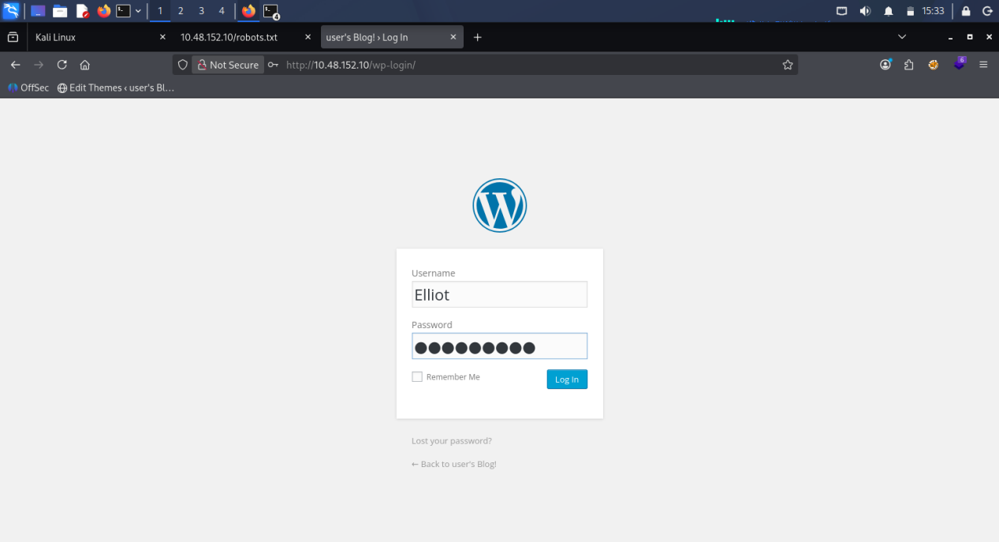 1 2 3 4 4 15:33
Kali Linux 10.48.152.10/robots.txt user's Blog! › Log In
Not Secure http://10.48.152.10/wp-login/ 6
OffSec Edit Themes ‹ user's Bl…
Username
Elliot
Password
Remember Me Log In
Lost your password?
← Back to user's Blog!